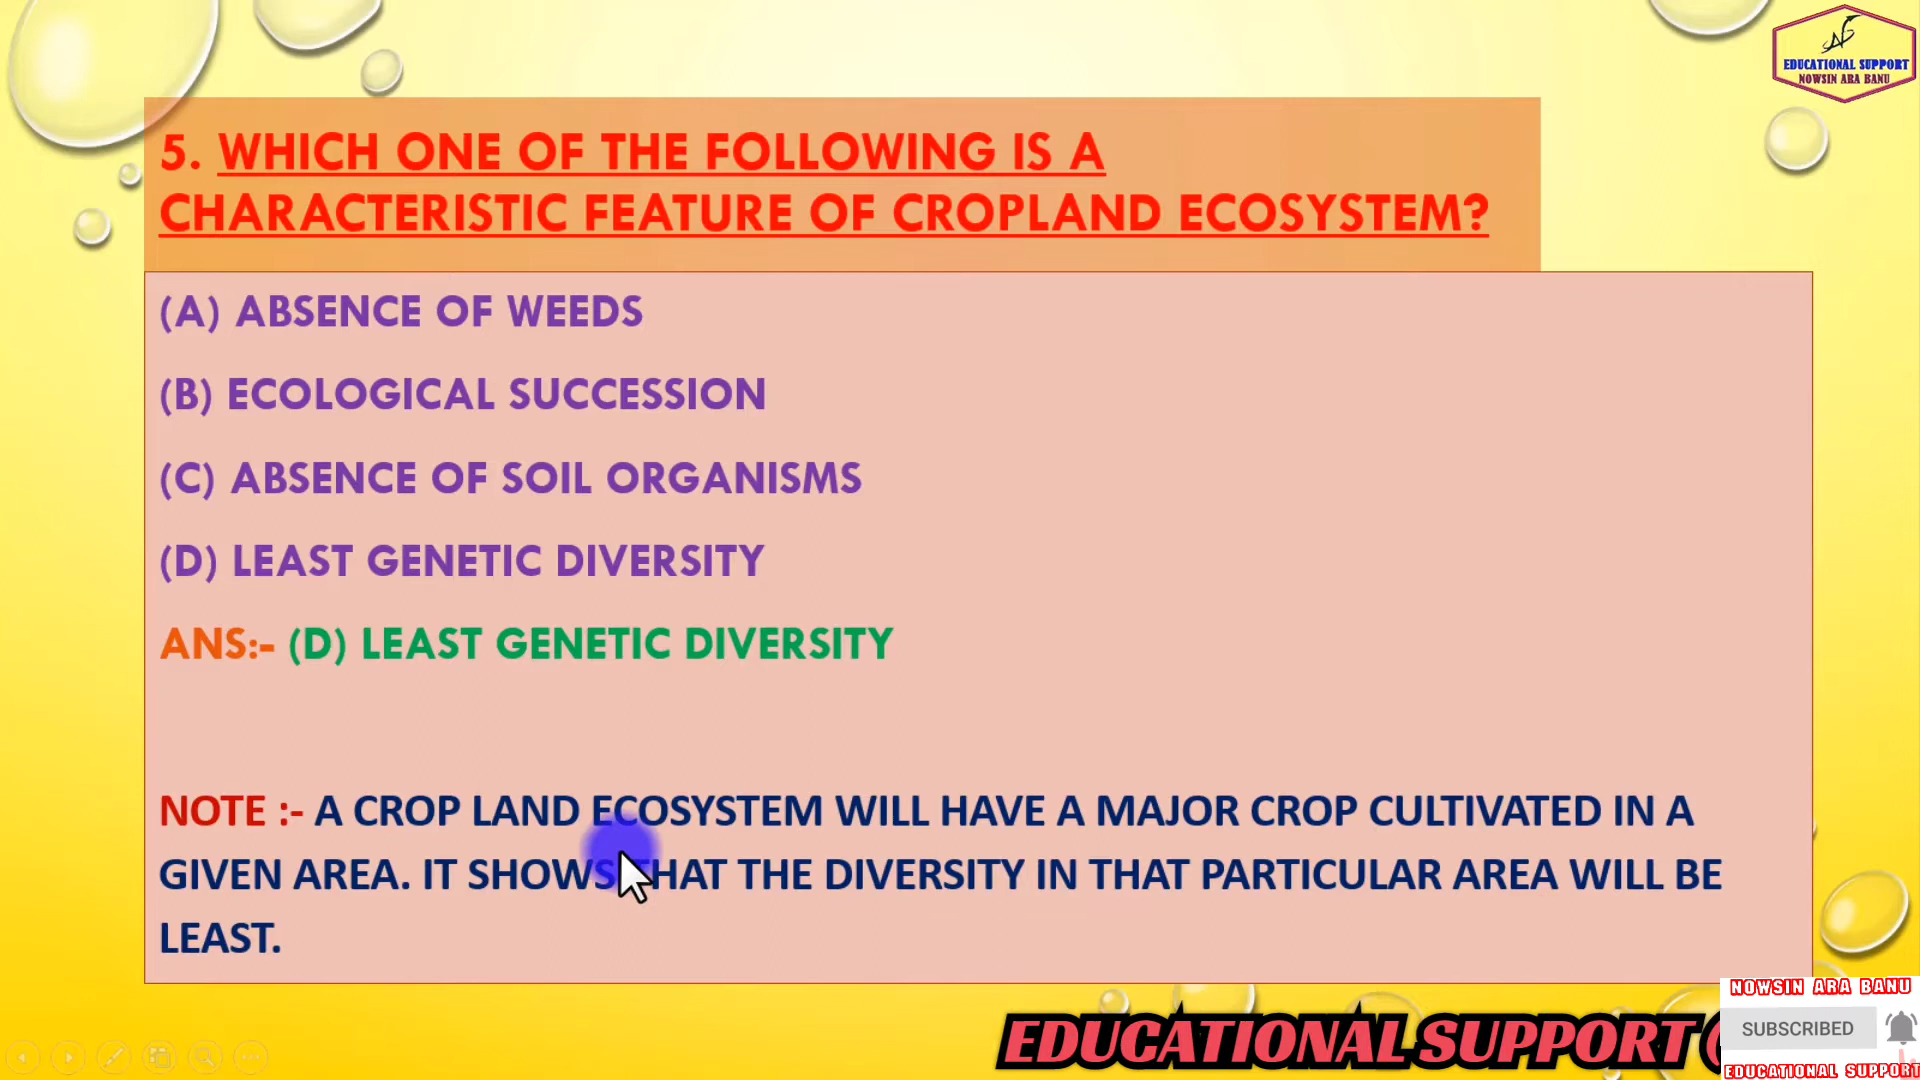 EDUCATIONAL SUPPORT
NOWSIN ARA BANU
5. WHICH ONE OF THE FOLLOWING IS A
CHARACTERISTIC FEATURE OF CROPLAND ECOSYSTEM?
(A) ABSENCE OF WEEDS
(B) ECOLOGICAL SUCCESSION
(C) ABSENCE OF SOIL ORGANISMS
(D) LEAST GENETIC DIVERSITY
ANS:- (D) LEAST GENETIC DIVERSITY
NOTE :- A CROP LAND ECOSYSTEM WILL HAVE A MAJOR CROP CULTIVATED IN A
GIVEN AREA. IT SHOWS THAT THE DIVERSITY IN THAT PARTICULAR AREA WILL BE
LEAST.
NOWSIN ARA BANU
SUBSCRIBED
EDUCATIONAL SUPPORT
EDUCATIONAL SUPPORT (